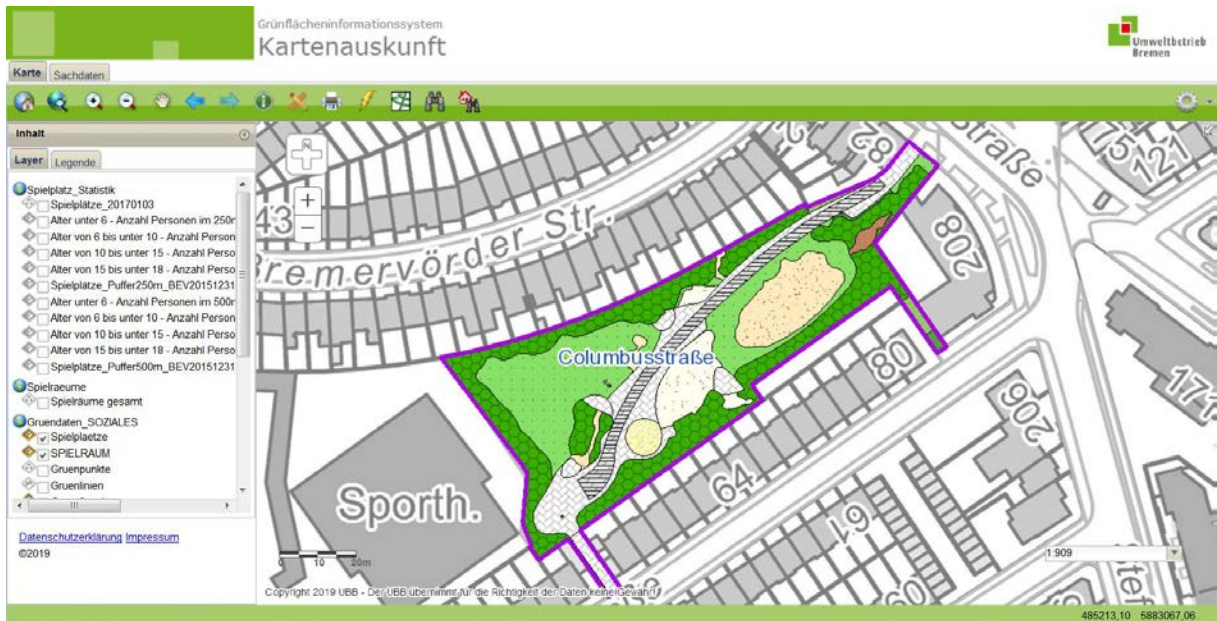 Grünflächeninformationssystem
Kartenauskunft
Umweltbetrieb
Bremen
Karte Sachdaten
Inhalt
Layer Legende
Spielplatz_Statistik
Spielplätze_20170103
Alter unter 6 - Anzahl Personen im 250m
Alter von 6 bis unter 10 - Anzahl Person
Alter von 10 bis unter 15 - Anzahl Perso
Alter von 15 bis unter 18 - Anzahl Perso
Spielplätze_Puffer250m_BEV20151231
Alter unter 6 - Anzahl Personen im 500m
Alter von 6 bis unter 10 - Anzahl Person
Alter von 10 bis unter 15 - Anzahl Perso
Alter von 15 bis unter 18 - Anzahl Perso
Spielplätze_Puffer500m_BEV20151231
Spielraeume
Spielräume gesamt
Gruendaten_SOZIALES
Spielplaetze
SPIELRAUM
Gruenpunkte
Gruenlinien
Datenschutzerklärung Impressum
©2019
N
43
Bremervörder Str.
28
Straße
75
121
208
Columbusstraße
80
206
171
64
61
Sporth.
60
0 10 20m
1:909
Copyright 2019 UBB - Der UBB übernimmt für die Richtigkeit der Daten keine Gewähr!
485213,10 5883067,06